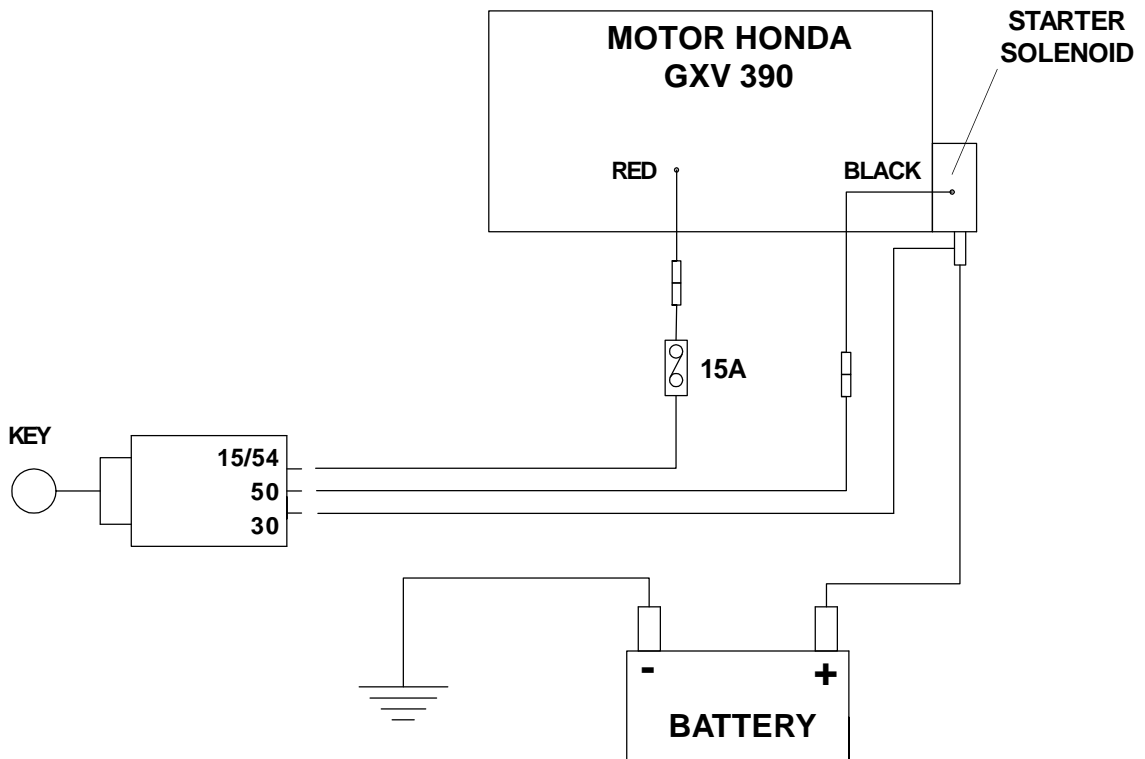 MOTOR HONDA
GXV 390
STARTER
SOLENOID
RED
BLACK
15A
KEY
15/54
50
30
-
+
BATTERY